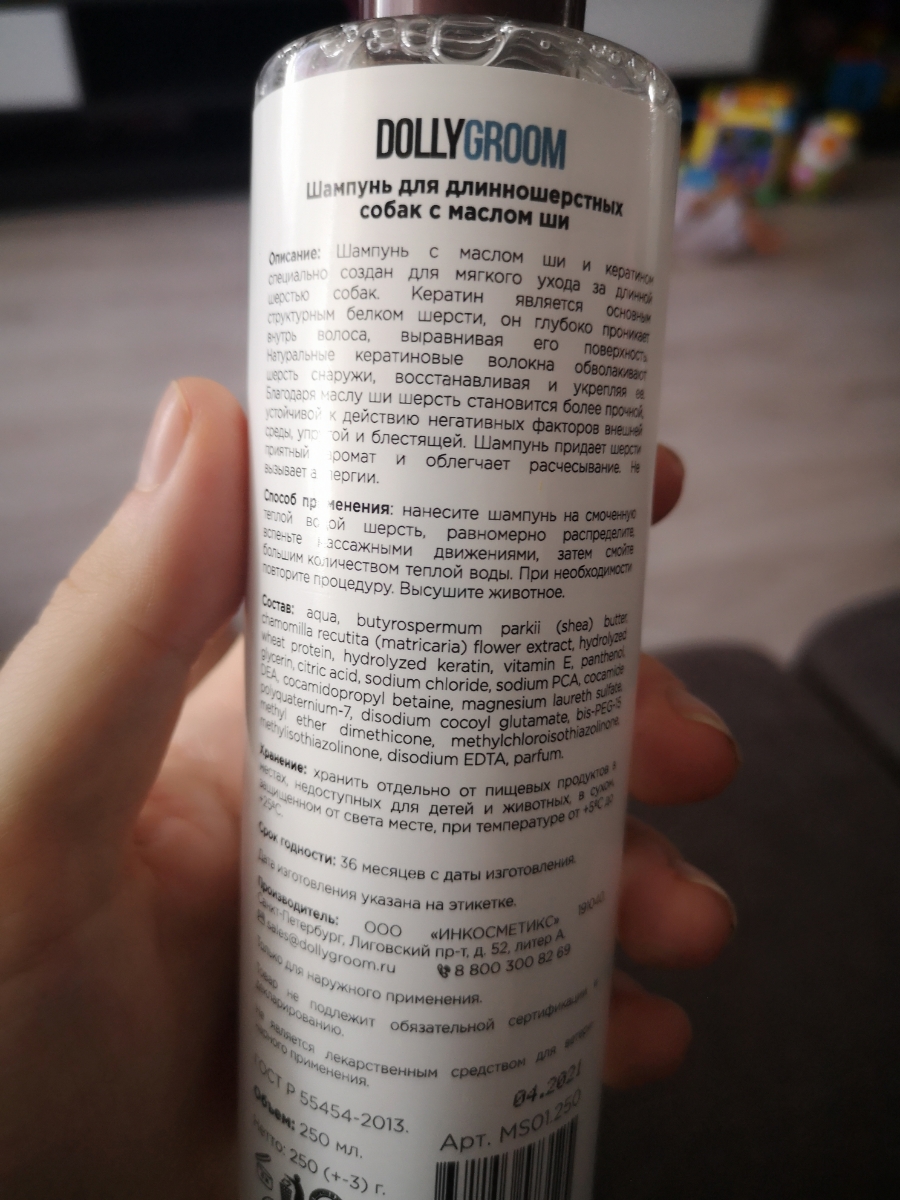 DOLLYGROOM
Шампунь для длинношерстных
собак с маслом ши
Описание: Шампунь с маслом ши и кератином
специально создан для мягкого ухода за длинной
шерстью собак. Кератин является основным
структурным белком шерсти, он глубоко проникает
внутрь волоса, выравнивая его поверхность.
Натуральные кератиновые волокна обволакивают
шерсть снаружи, восстанавливая и укрепляя ее.
Благодаря маслу ши шерсть становится более прочной,
устойчивой к действию негативных факторов внешней
среды, упругой и блестящей. Шампунь придает шерсти
приятный аромат и облегчает расчесывание. Не
вызывает аллергии.
Способ применения: нанесите шампунь на смоченную
теплой водой шерсть, равномерно распределите,
вспеньте массажными движениями, затем смойте
большим количеством теплой воды. При необходимости
повторите процедуру. Высушите животное.
Состав: aqua, butyrospermum parkii (shea) butter,
chamomilla recutita (matricaria) flower extract, hydrolyzed
wheat protein, hydrolyzed keratin, vitamin E, panthenol,
glycerin, citric acid, sodium chloride, sodium PCA, cocamide
DEA, cocamidopropyl betaine, magnesium laureth sulfate,
polyquaternium-7, disodium cocoyl glutamate, bis-PEG-15
methyl ether dimethicone, methylchloroisothiazolinone,
methylisothiazolinone, disodium EDTA, parfum.
Хранение: хранить отдельно от пищевых продуктов в
местах, недоступных для детей и животных, в сухом,
защищенном от света месте, при температуре от +5°С до
+25°С.
Срок годности: 36 месяцев с даты изготовления.
Дата изготовления указана на этикетке.
Производитель: ООО «ИНКОСМЕТИКС» 191040
Санкт-Петербург, Лиговский пр-т, д. 52, литер А
sales@dollygroom.ru 8 800 300 82 69
Только для наружного применения.
Товар не подлежит обязательной сертификации и
декларированию.
Не является лекарственным средством для ветери-
нарного применения.
ГОСТ Р 55454-2013. 04.2021
Объем: 250 мл. Арт. MS01.250
Нетто: 250 (+-3) г.